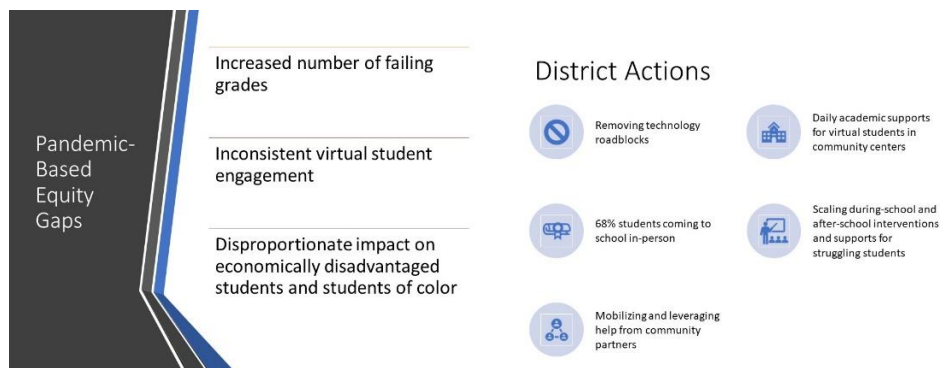 Pandemic-
Based
Equity
Gaps
Increased number of failing
grades
Inconsistent virtual student
engagement
Disproportionate impact on
economically disadvantaged
students and students of color
District Actions
Removing technology
roadblocks
Daily academic supports
for virtual students in
community centers
68% students coming to
school in-person
Scaling during-school and
after-school interventions
and supports for
struggling students
Mobilizing and leveraging
help from community
partners